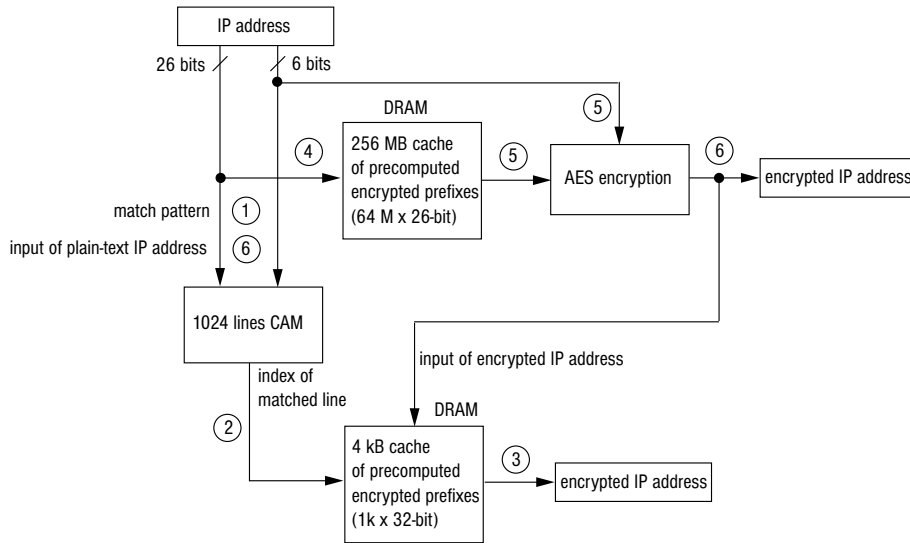 IP address
26 bits
6 bits
DRAM
5
4
256 MB cache
of precomputed
encrypted prefixes
(64 M x 26-bit)
5
AES encryption
6
encrypted IP address
match pattern
1
input of plain-text IP address
6
1024 lines CAM
index of
matched line
input of encrypted IP address
2
DRAM
4 kB cache
of precomputed
encrypted prefixes
(1k x 32-bit)
3
encrypted IP address